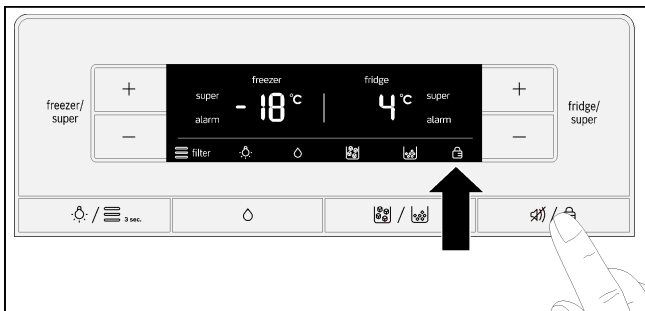 freezer/
super
+
−
freezer
super
alarm
- 18 °C
fridge
4 °C
super
alarm
filter
+
−
fridge/
super
/ 3 sec.
/
/